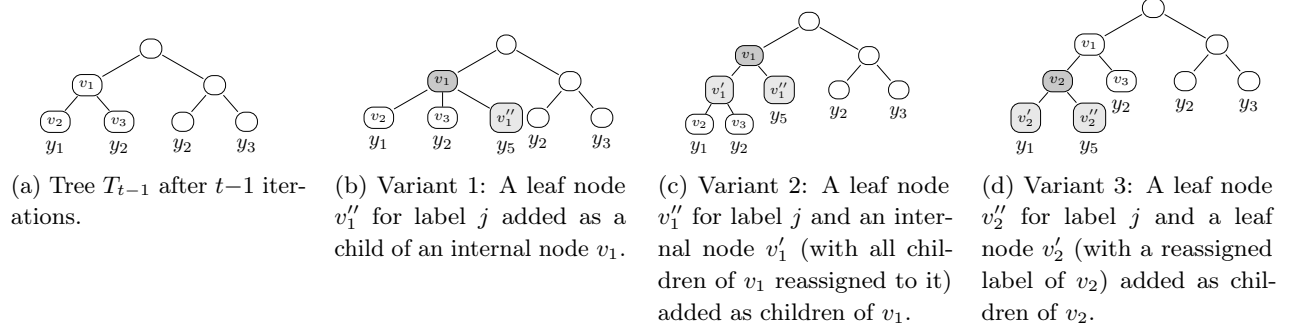 v₁
v₂ v₃
y₁ y₂ y₂ y₃
(a) Tree T_{t−1} after t−1 iter-
ations.
v₁
v₂ v₃ v₁″
y₁ y₂ y₅ y₂ y₃
(b) Variant 1: A leaf node
v₁″ for label j added as a
child of an internal node v₁.
v₁
v₁′ v₁″
y₅ y₂ y₃
v₂ v₃
y₁ y₂
(c) Variant 2: A leaf node
v₁″ for label j and an inter-
nal node v₁′ (with all chil-
dren of v₁ reassigned to it)
added as children of v₁.
v₁
v₂ v₃
y₂ y₂ y₃
v₂′ v₂″
y₁ y₅
(d) Variant 3: A leaf node
v₂″ for label j and a leaf
node v₂′ (with a reassigned
label of v₂) added as chil-
dren of v₂.